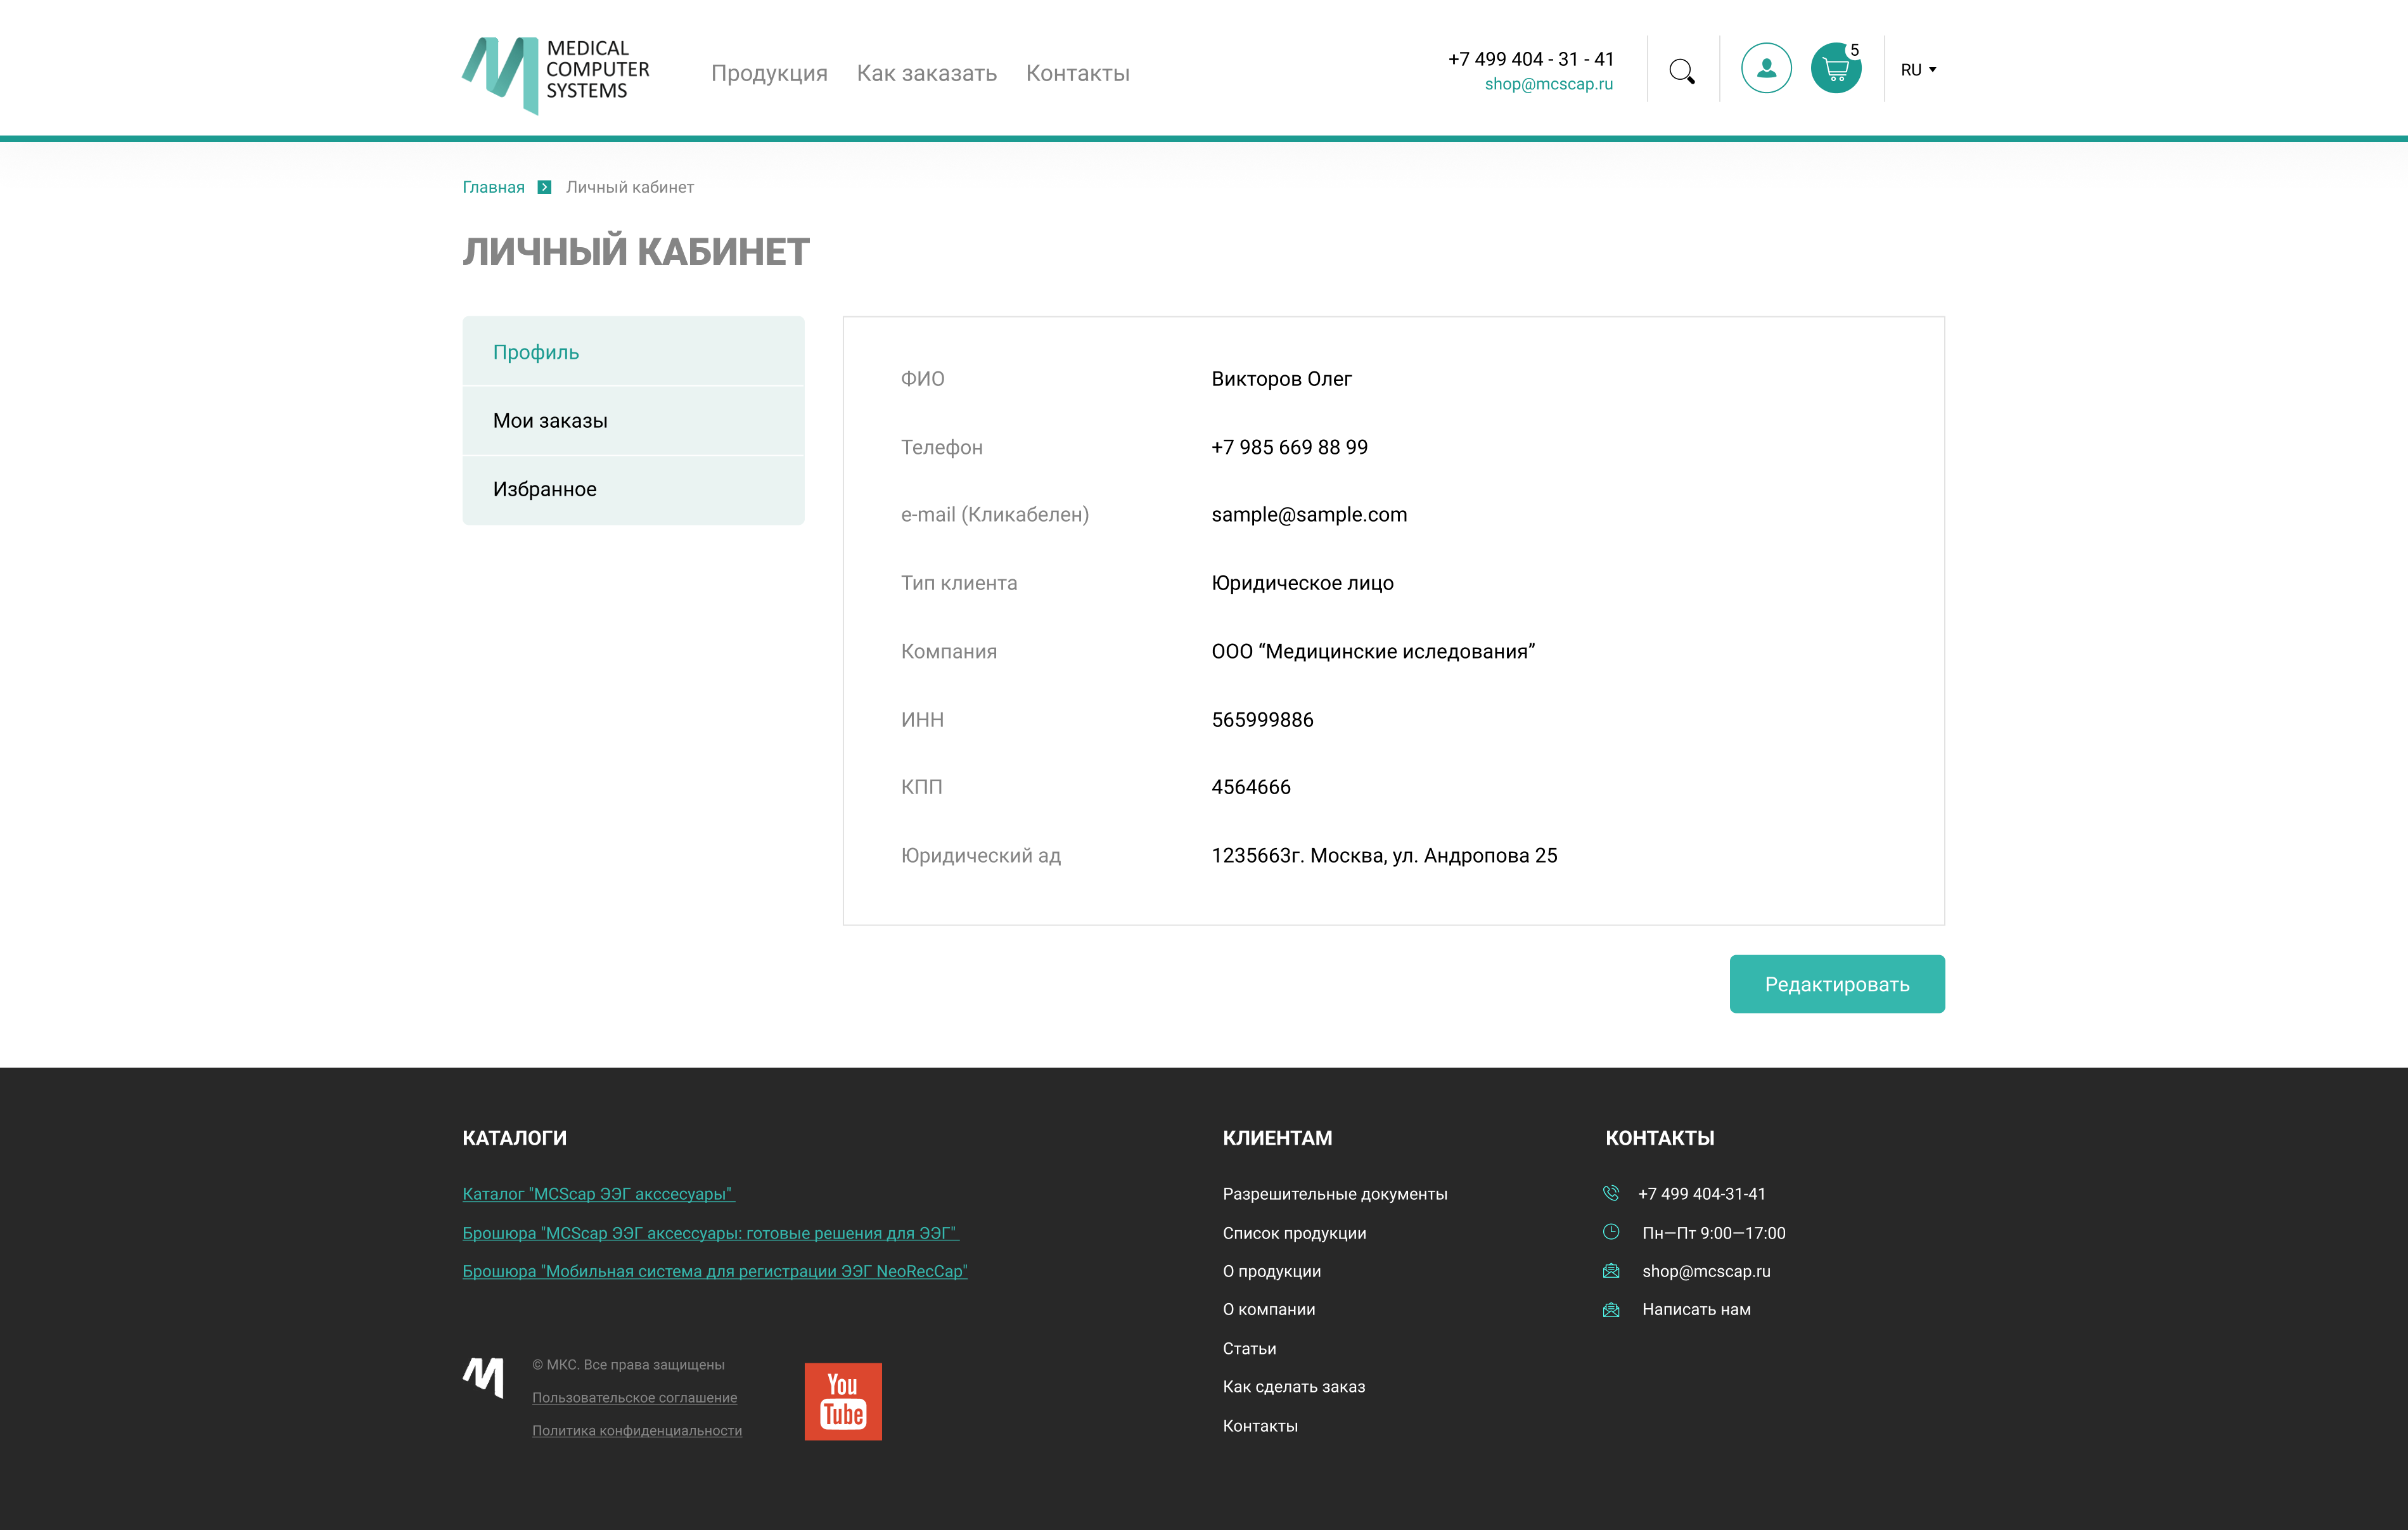 MEDICAL
COMPUTER
SYSTEMS
Продукция Как заказать Контакты
+7 499 404 - 31 - 41
shop@mcscap.ru
5
RU
Главная Личный кабинет
ЛИЧНЫЙ КАБИНЕТ
Профиль
Мои заказы
Избранное
ФИО Викторов Олег
Телефон +7 985 669 88 99
e-mail (Кликабелен) sample@sample.com
Тип клиента Юридическое лицо
Компания ООО “Медицинские иследования”
ИНН 565999886
КПП 4564666
Юридический ад 1235663г. Москва, ул. Андропова 25
Редактировать
КАТАЛОГИ
Каталог "MCScap ЭЭГ акссесуары"
Брошюра "MCScap ЭЭГ аксессуары: готовые решения для ЭЭГ"
Брошюра "Мобильная система для регистрации ЭЭГ NeoRecCap"
© МКС. Все права защищены
Пользовательское соглашение
Политика конфиденциальности
You
Tube
КЛИЕНТАМ
Разрешительные документы
Список продукции
О продукции
О компании
Статьи
Как сделать заказ
Контакты
КОНТАКТЫ
+7 499 404-31-41
Пн—Пт 9:00—17:00
shop@mcscap.ru
Написать нам